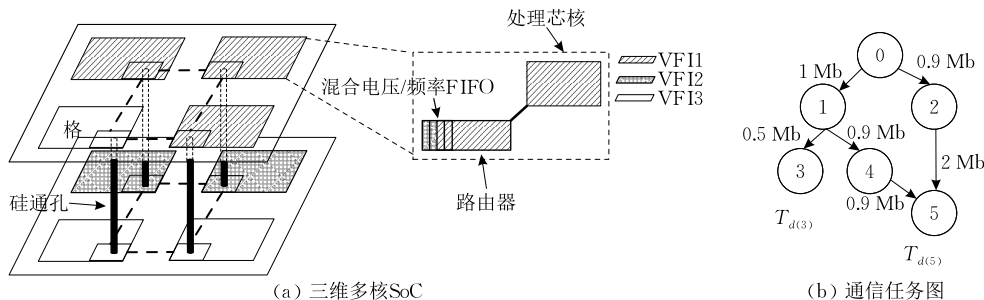 处理芯核
混合电压/频率FIFO
VFI1
VFI2
VFI3
格
硅通孔
路由器
(a) 三维多核SoC
0
1 Mb
0.9 Mb
1
2
0.5 Mb
0.9 Mb
3
4
2 Mb
0.9 Mb
5
T_{d(3)}
T_{d(5)}
(b) 通信任务图